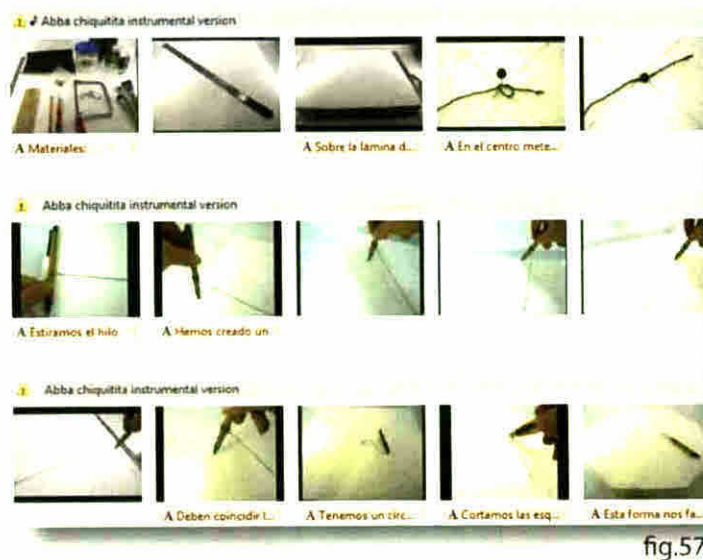 ♪ Abba chiquitita instrumental version
A Materiales:
A Sobre la lamina d...
A En el centro mete...
Abba chiquitita instrumental version
A Estiramos el hilo
A Hemos creado un
Abba chiquitita instrumental version
A Deben coincidir l...
A Tenemos un circ...
A Cortamos las esq...
A Esta forma nos fa...
fig.57